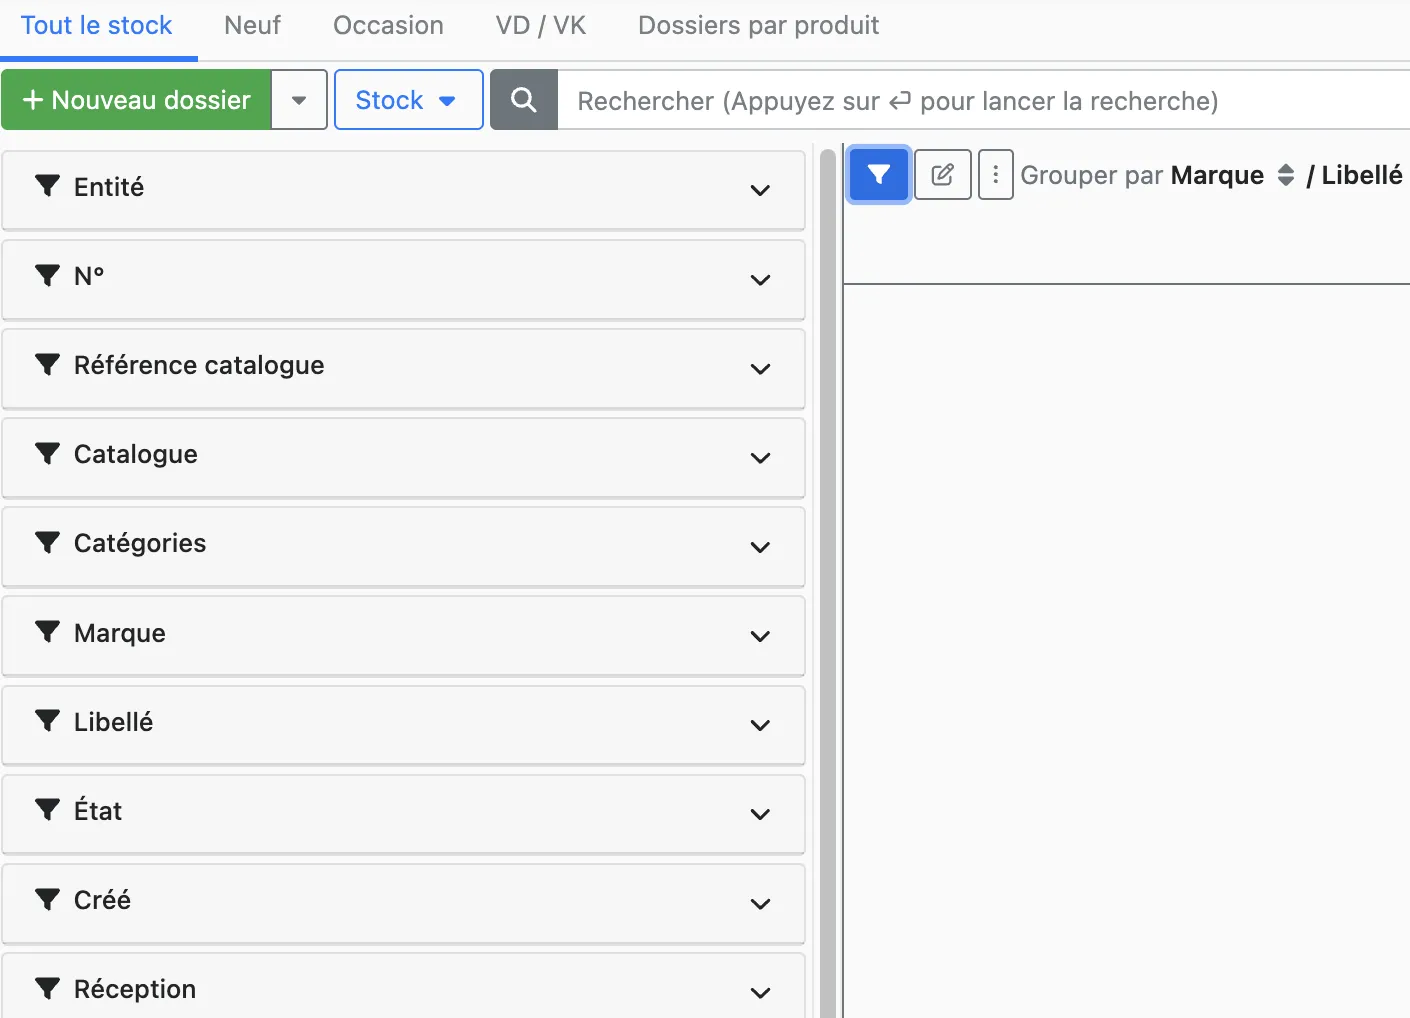 Tout le stock Neuf Occasion VD / VK Dossiers par produit
+ Nouveau dossier Stock Rechercher (Appuyez sur ⏎ pour lancer la recherche)
Grouper par Marque / Libellé
Entité
N°
Référence catalogue
Catalogue
Catégories
Marque
Libellé
État
Créé
Réception